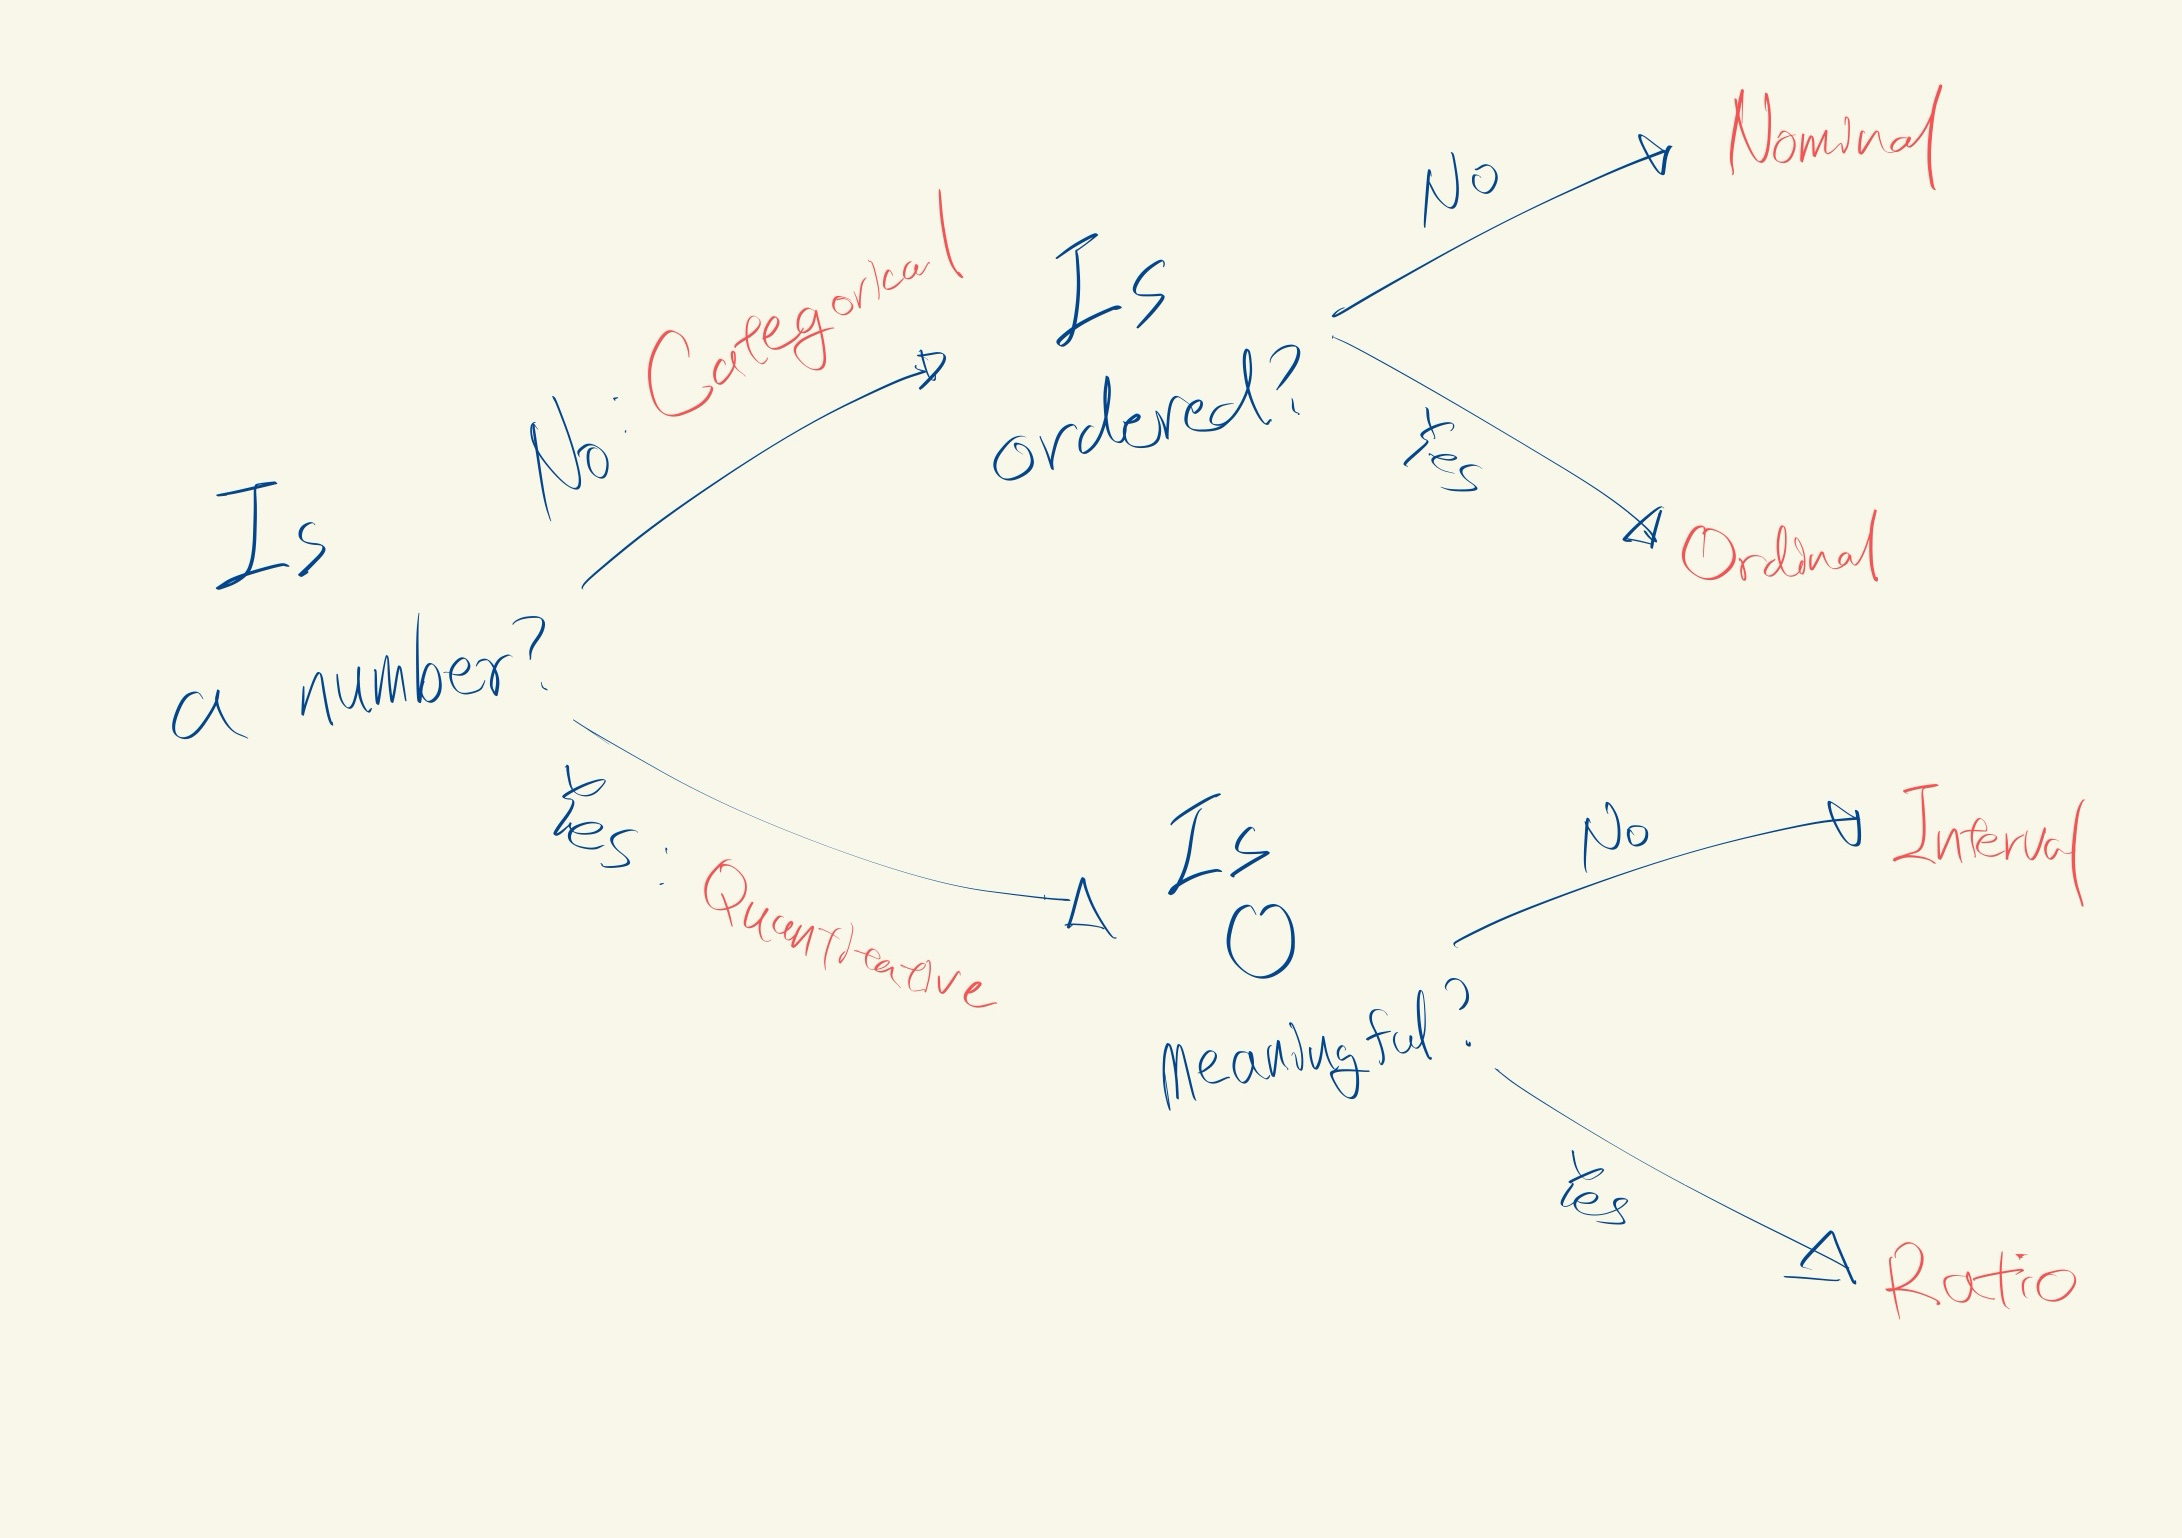 Is
a number?
No: Categorical
Yes: Quantitative
Is
ordered?
No
Nominal
Yes
Ordinal
Is
0
meaningful?
No
Interval
Yes
Ratio